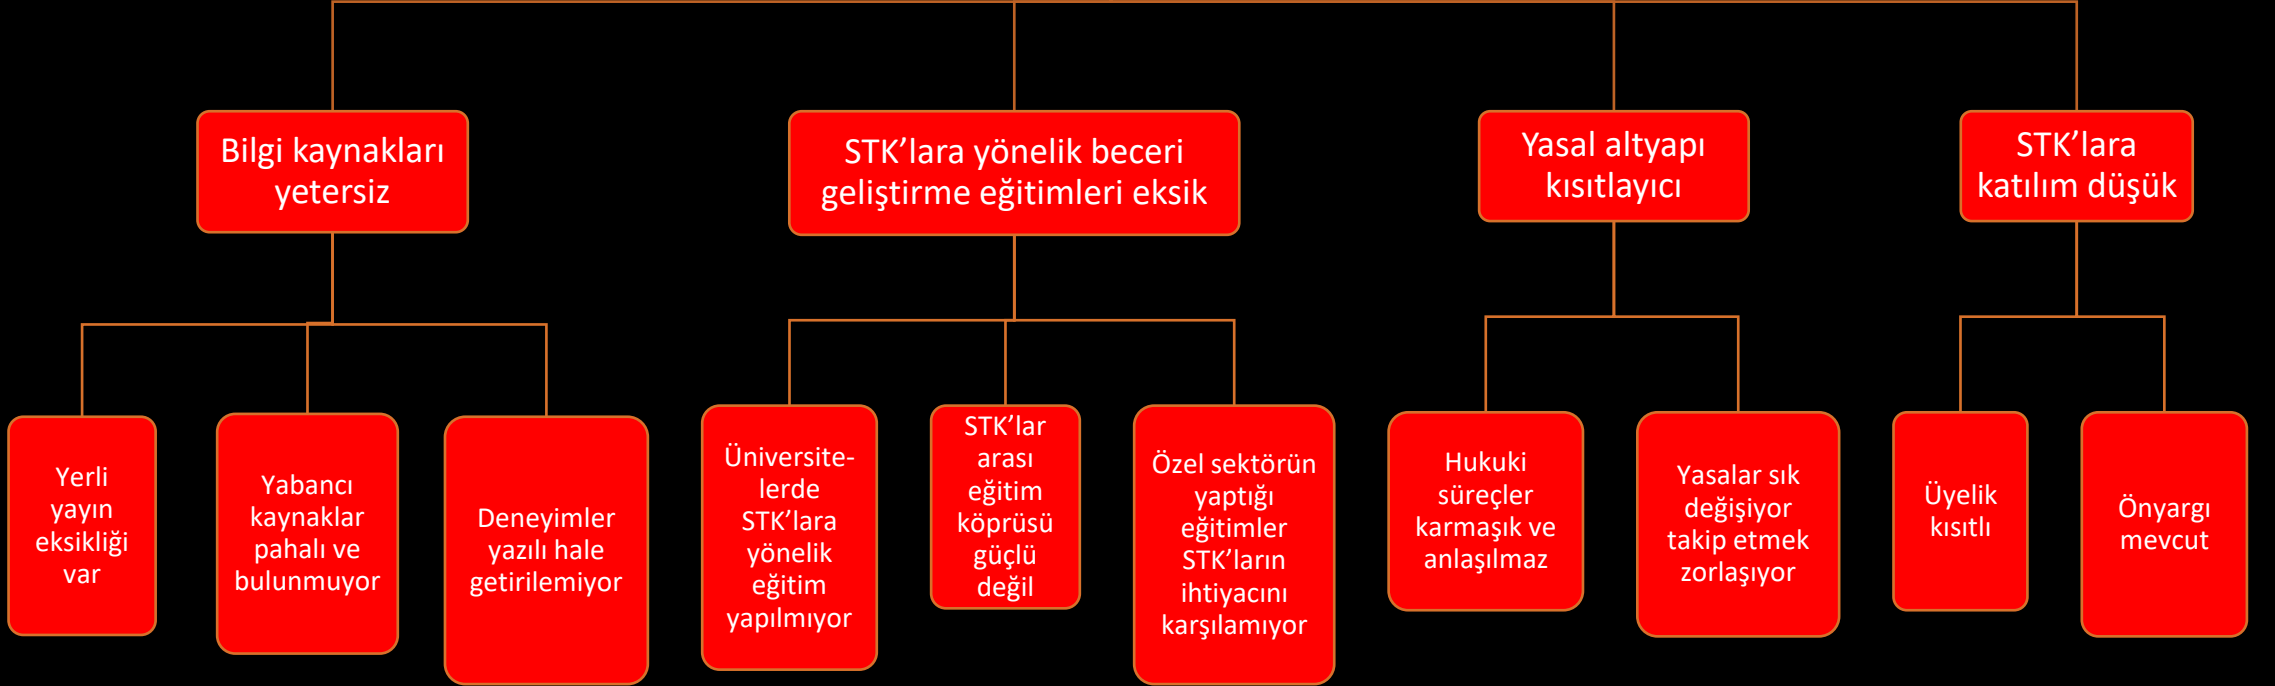 Bilgi kaynakları
yetersiz
STK’lara yönelik beceri
geliştirme eğitimleri eksik
Yasal altyapı
kısıtlayıcı
STK’lara
katılım düşük
Yerli
yayın
eksikliği
var
Yabancı
kaynaklar
pahalı ve
bulunmuyor
Deneyimler
yazılı hale
getirilemiyor
Üniversite-
lerde
STK’lara
yönelik
eğitim
yapılmıyor
STK’lar
arası
eğitim
köprüsü
güçlü
değil
Özel sektörün
yaptığı
eğitimler
STK’ların
ihtiyacını
karşılamıyor
Hukuki
süreçler
karmaşık ve
anlaşılmaz
Yasalar sık
değişiyor
takip etmek
zorlaşıyor
Üyelik
kısıtlı
Önyargı
mevcut